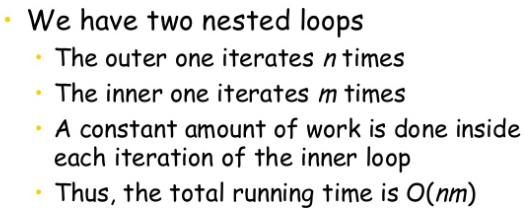 • We have two nested loops
• The outer one iterates n times
• The inner one iterates m times
• A constant amount of work is done inside
each iteration of the inner loop
• Thus, the total running time is O(nm)